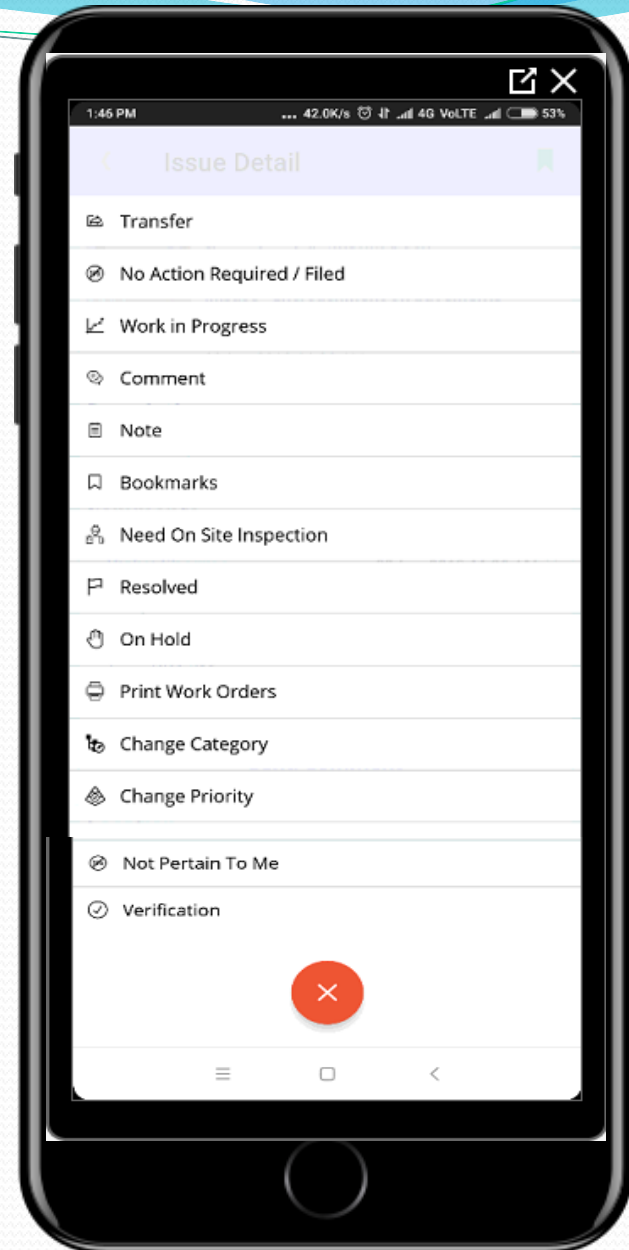 1:46 PM ... 42.0K/s 4G VoLTE 53%
Issue Detail
Transfer
No Action Required / Filed
Work in Progress
Comment
Note
Bookmarks
Need On Site Inspection
Resolved
On Hold
Print Work Orders
Change Category
Change Priority
Not Pertain To Me
Verification